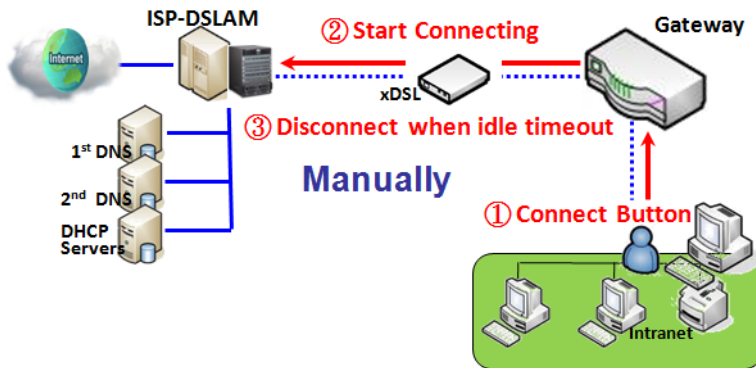 ISP-DSLAM
② Start Connecting
Gateway
Internet
xDSL
③ Disconnect when idle timeout
1st DNS
Manually
2nd DNS
① Connect Button
DHCP
Servers
Intranet